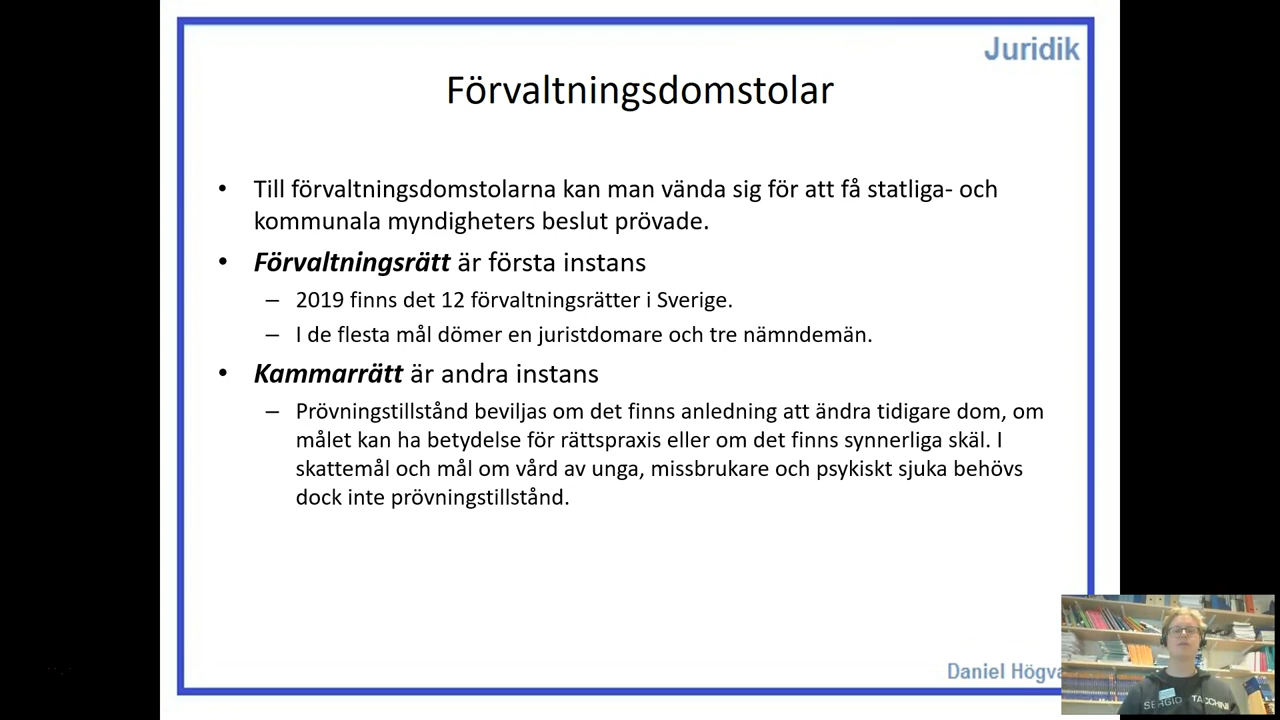 Juridik
Förvaltningsdomstolar
• Till förvaltningsdomstolarna kan man vända sig för att få statliga- och
kommunala myndigheters beslut prövade.
• Förvaltningsrätt är första instans
– 2019 finns det 12 förvaltningsrätter i Sverige.
– I de flesta mål dömer en juristdomare och tre nämndemän.
• Kammarrätt är andra instans
– Prövningstillstånd beviljas om det finns anledning att ändra tidigare dom, om
målet kan ha betydelse för rättspraxis eller om det finns synnerliga skäl. I
skattemål och mål om vård av unga, missbrukare och psykiskt sjuka behövs
dock inte prövningstillstånd.
Daniel Högva
SERGIO TACCHINI